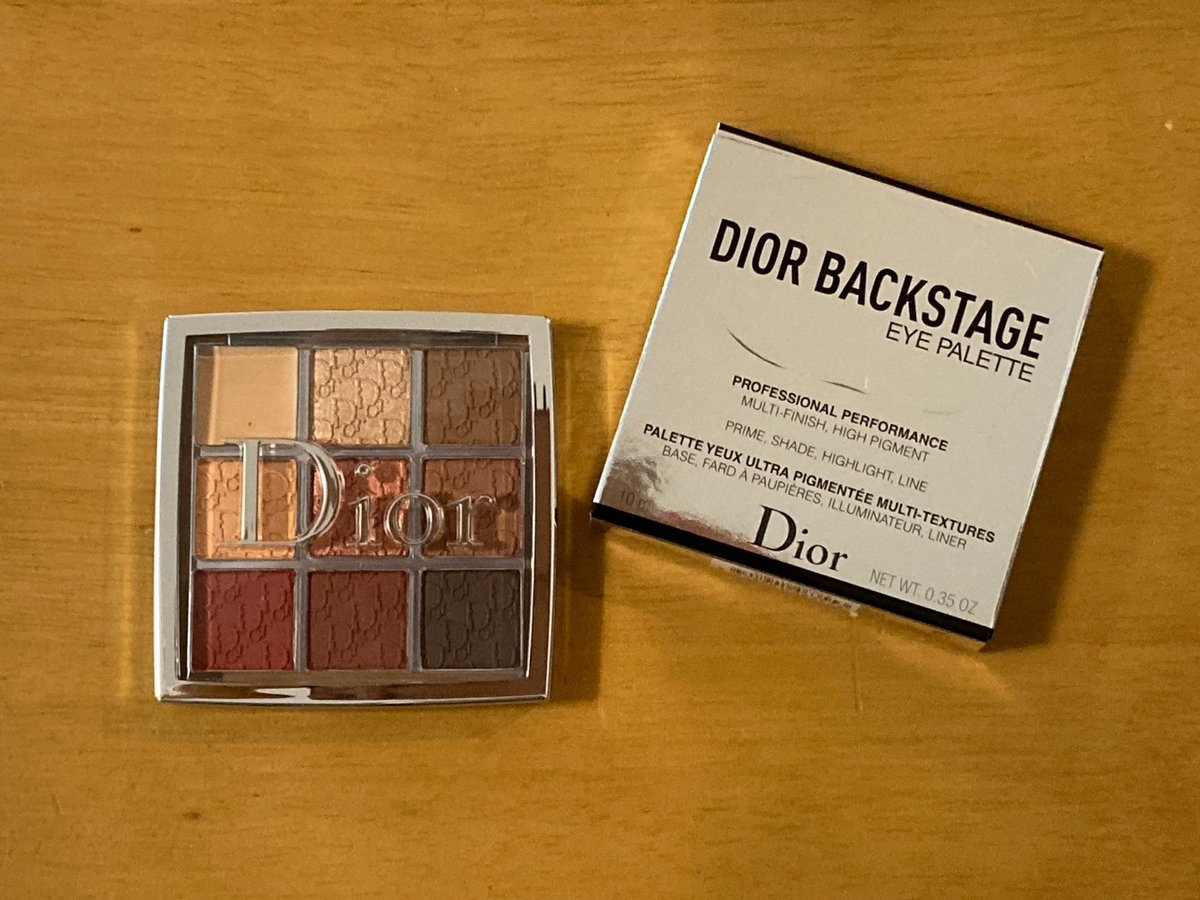 Dior
DIOR BACKSTAGE
EYE PALETTE
PROFESSIONAL PERFORMANCE
MULTI-FINISH, HIGH PIGMENT
PRIME, SHADE, HIGHLIGHT, LINE
PALETTE YEUX ULTRA PIGMENTÉE MULTI-TEXTURES
BASE, FARD À PAUPIÈRES, ILLUMINATEUR, LINER
10 g
Dior
NET WT. 0.35 OZ